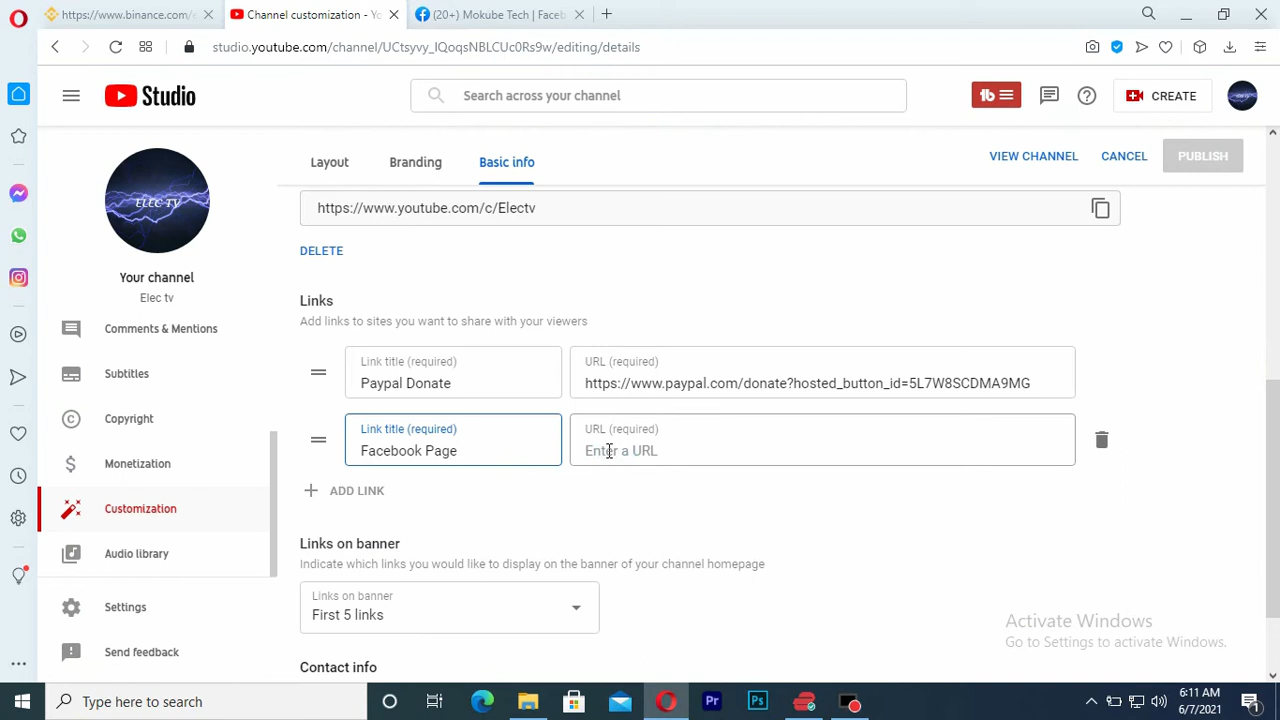 https://www.binance.com/e
Channel customization - Yo
(20+) Mokube Tech | Facebo
studio.youtube.com/channel/UCtsyvy_IQoqsNBLCUc0Rs9w/editing/details
Studio
Search across your channel
CREATE
Layout
Branding
Basic info
VIEW CHANNEL
CANCEL
PUBLISH
ELEC TV
Your channel
Elec tv
Comments & Mentions
Subtitles
Copyright
Monetization
Customization
Audio library
Settings
Send feedback
https://www.youtube.com/c/Electv
DELETE
Links
Add links to sites you want to share with your viewers
Link title (required)
Paypal Donate
URL (required)
https://www.paypal.com/donate?hosted_button_id=5L7W8SCDMA9MG
Link title (required)
Facebook Page
URL (required)
Enter a URL
ADD LINK
Links on banner
Indicate which links you would like to display on the banner of your channel homepage
Links on banner
First 5 links
Contact info
Activate Windows
Go to Settings to activate Windows.
Type here to search
Pr
Ps
6:11 AM
6/7/2021
1